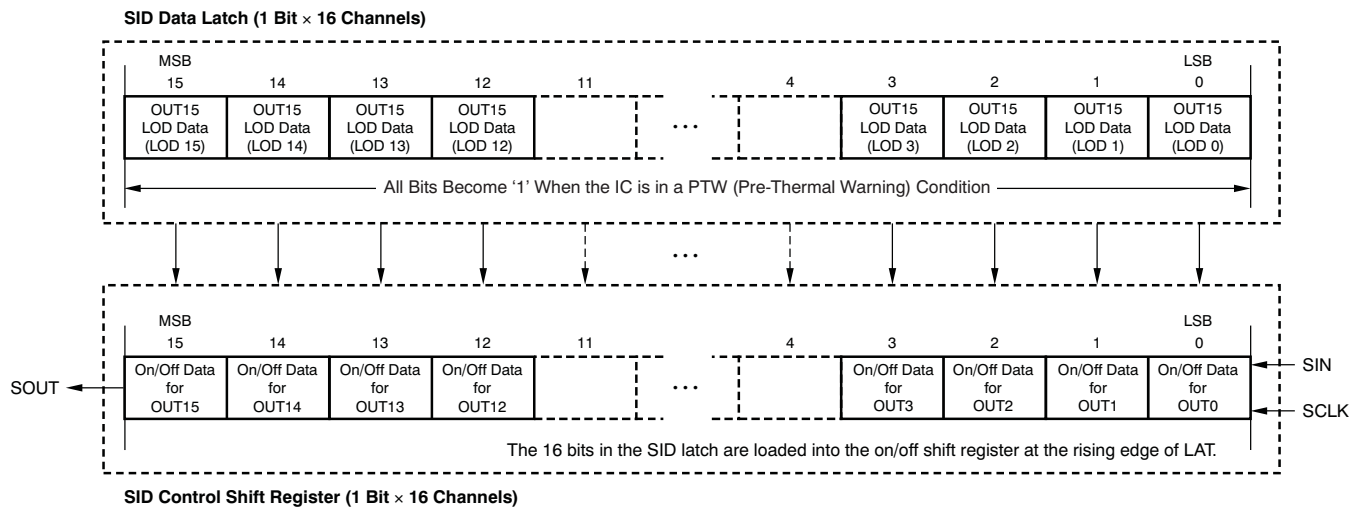 SID Data Latch (1 Bit × 16 Channels)
MSB LSB
15 14 13 12 11 4 3 2 1 0
OUT15 OUT15 OUT15 OUT15 OUT15 OUT15 OUT15 OUT15
LOD Data LOD Data LOD Data LOD Data ••• LOD Data LOD Data LOD Data LOD Data
(LOD 15) (LOD 14) (LOD 13) (LOD 12) (LOD 3) (LOD 2) (LOD 1) (LOD 0)
All Bits Become ‘1’ When the IC is in a PTW (Pre-Thermal Warning) Condition
•••
MSB LSB
15 14 13 12 11 4 3 2 1 0
On/Off Data On/Off Data On/Off Data On/Off Data On/Off Data On/Off Data On/Off Data On/Off Data SIN
SOUT for for for for ••• for for for for
OUT15 OUT14 OUT13 OUT12 OUT3 OUT2 OUT1 OUT0 SCLK
The 16 bits in the SID latch are loaded into the on/off shift register at the rising edge of LAT.
SID Control Shift Register (1 Bit × 16 Channels)